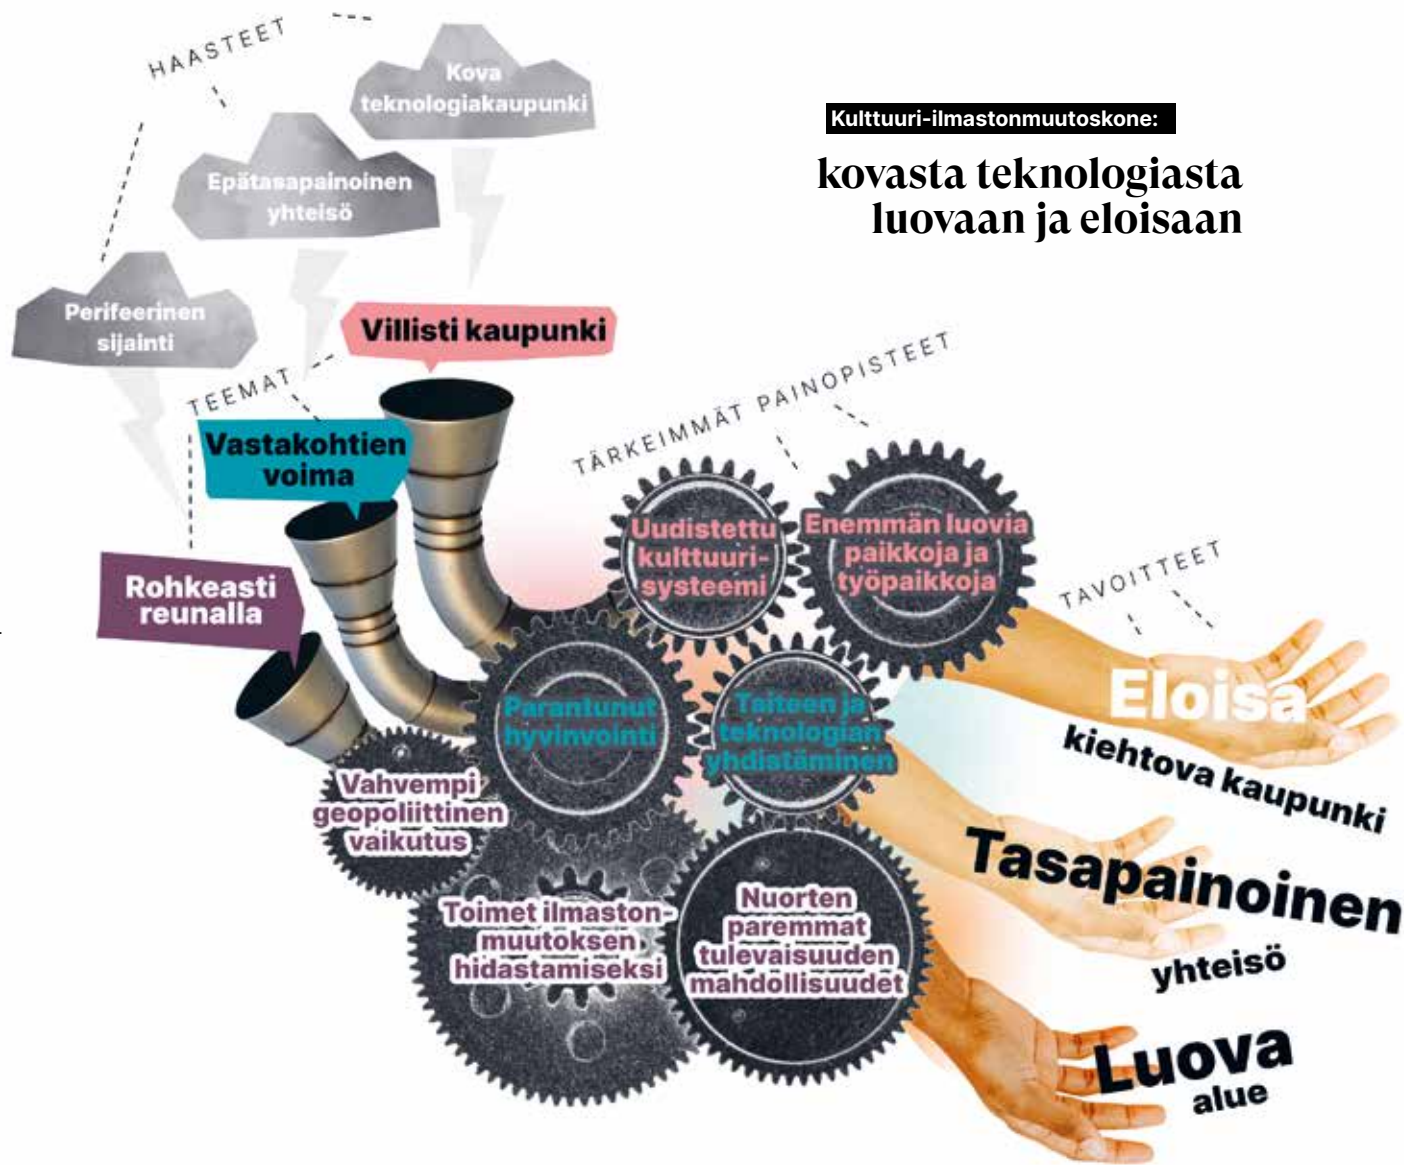 Kulttuuri-ilmastonmuutoskone:
kovasta teknologiasta
luovaan ja eloisaan
HAASTEET
Kova
teknologiakaupunki
Epätasapainoinen
yhteisö
Perifeerinen
sijainti
TEEMAT
Villisti kaupunki
Vastakohtien
voima
Rohkeasti
reunalla
TÄRKEIMMÄT PAINOPISTEET
Uudistettu
kulttuuri-
systeemi
Enemmän luovia
paikkoja ja
työpaikkoja
Parantunut
hyvinvointi
Taiteen ja
teknologian
yhdistäminen
Vahvempi
geopoliittinen
vaikutus
Toimet ilmaston-
muutoksen
hidastamiseksi
Nuorten
paremmat
tulevaisuuden
mahdollisuudet
TAVOITTEET
Eloisa
kiehtova kaupunki
Tasapainoinen
yhteisö
Luova
alue